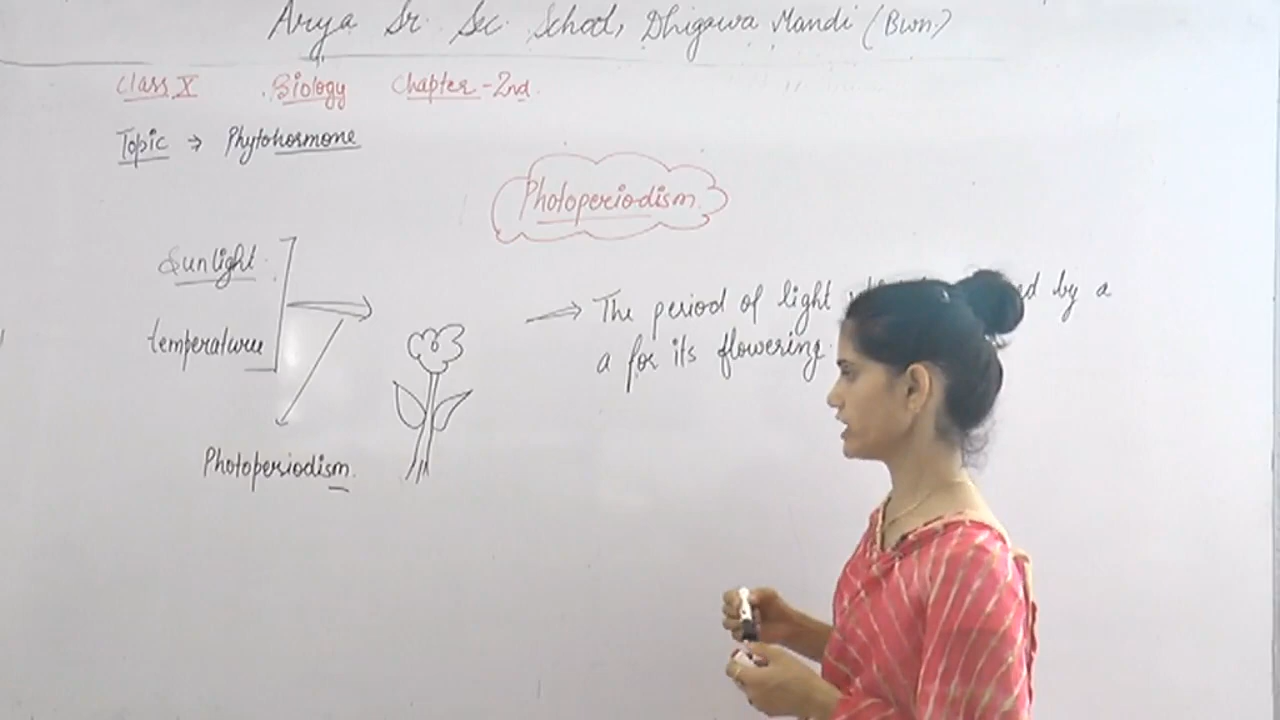 Arya Sr. Sc. School, Dhigawa Mandi (Bwn)
Class X Biology Chapter-2nd.
Topic → Phytohormone
Photoperiodism
Sunlight
temperature
Photoperiodism.
⇒ The period of light by a
a for its flowering.